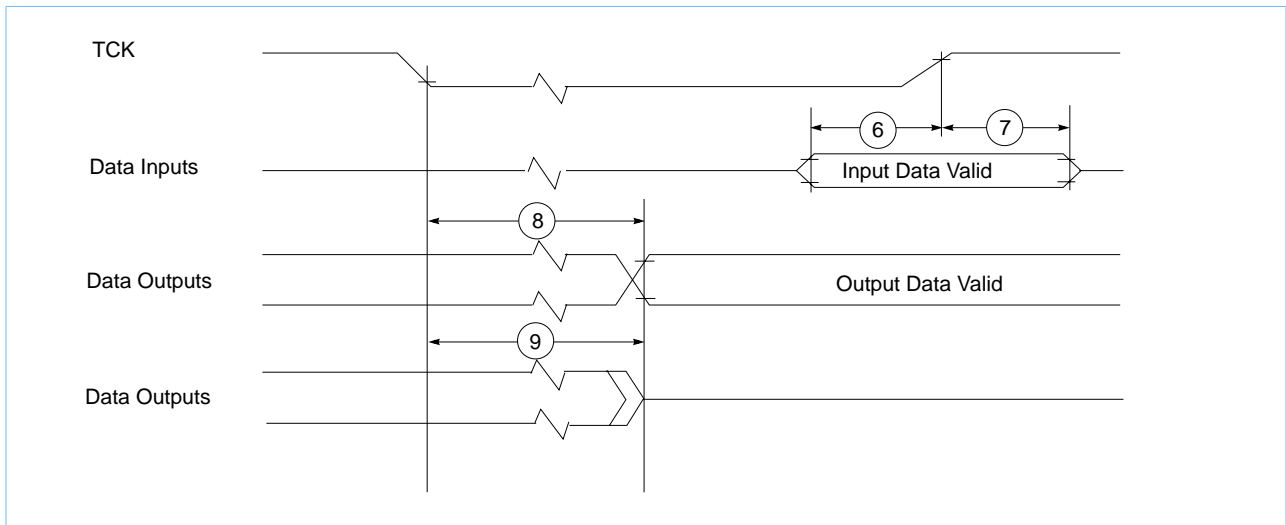 TCK
6
7
Data Inputs
Input Data Valid
8
Data Outputs
Output Data Valid
9
Data Outputs